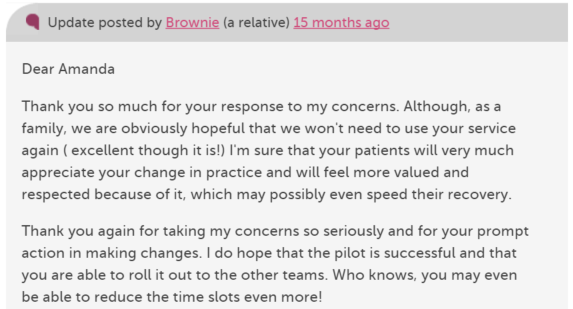 Update posted by Brownie (a relative) 15 months ago
Dear Amanda
Thank you so much for your response to my concerns. Although, as a
family, we are obviously hopeful that we won't need to use your service
again ( excellent though it is!) I'm sure that your patients will very much
appreciate your change in practice and will feel more valued and
respected because of it, which may possibly even speed their recovery.
Thank you again for taking my concerns so seriously and for your prompt
action in making changes. I do hope that the pilot is successful and that
you are able to roll it out to the other teams. Who knows, you may even
be able to reduce the time slots even more!